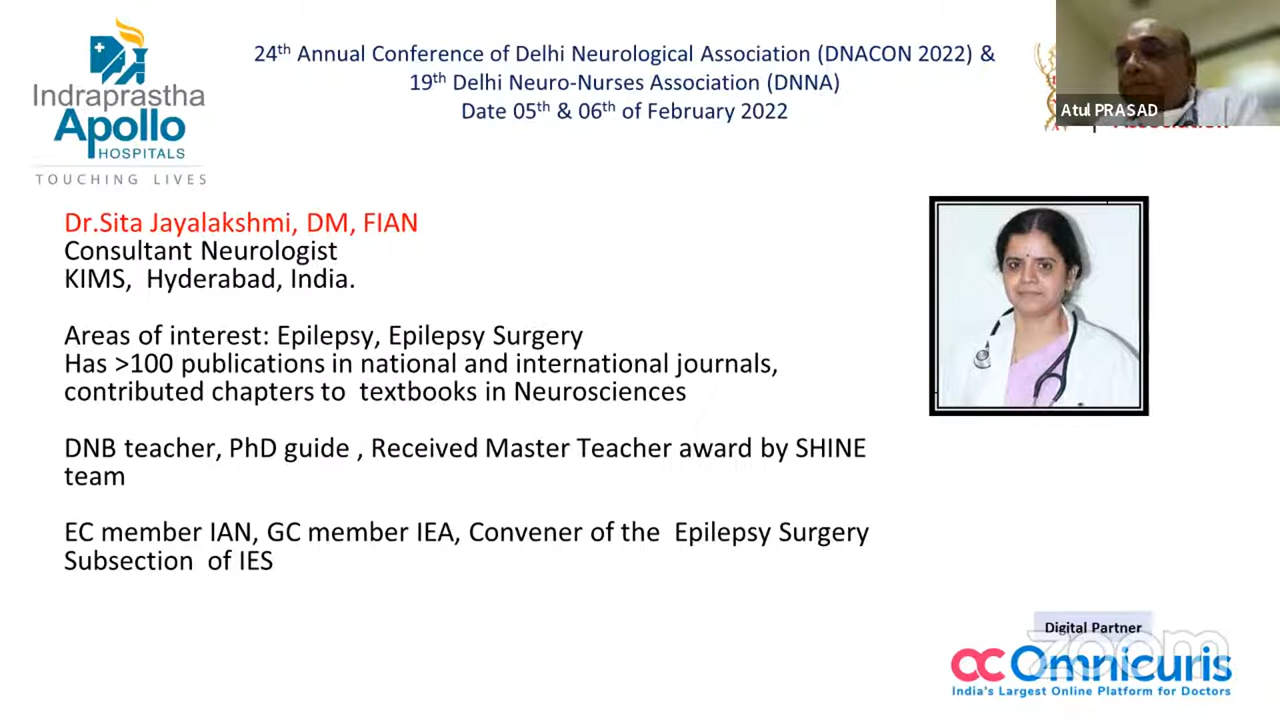 24th Annual Conference of Delhi Neurological Association (DNACON 2022) &
19th Delhi Neuro-Nurses Association (DNNA)
Date 05th & 06th of February 2022
Indraprastha
Apollo
HOSPITALS
TOUCHING LIVES
Atul PRASAD
Dr.Sita Jayalakshmi, DM, FIAN
Consultant Neurologist
KIMS, Hyderabad, India.
Areas of interest: Epilepsy, Epilepsy Surgery
Has >100 publications in national and international journals,
contributed chapters to textbooks in Neurosciences
DNB teacher, PhD guide , Received Master Teacher award by SHINE
team
EC member IAN, GC member IEA, Convener of the Epilepsy Surgery
Subsection of IES
Digital Partner
zoom
Omnicuris
India's Largest Online Platform for Doctors